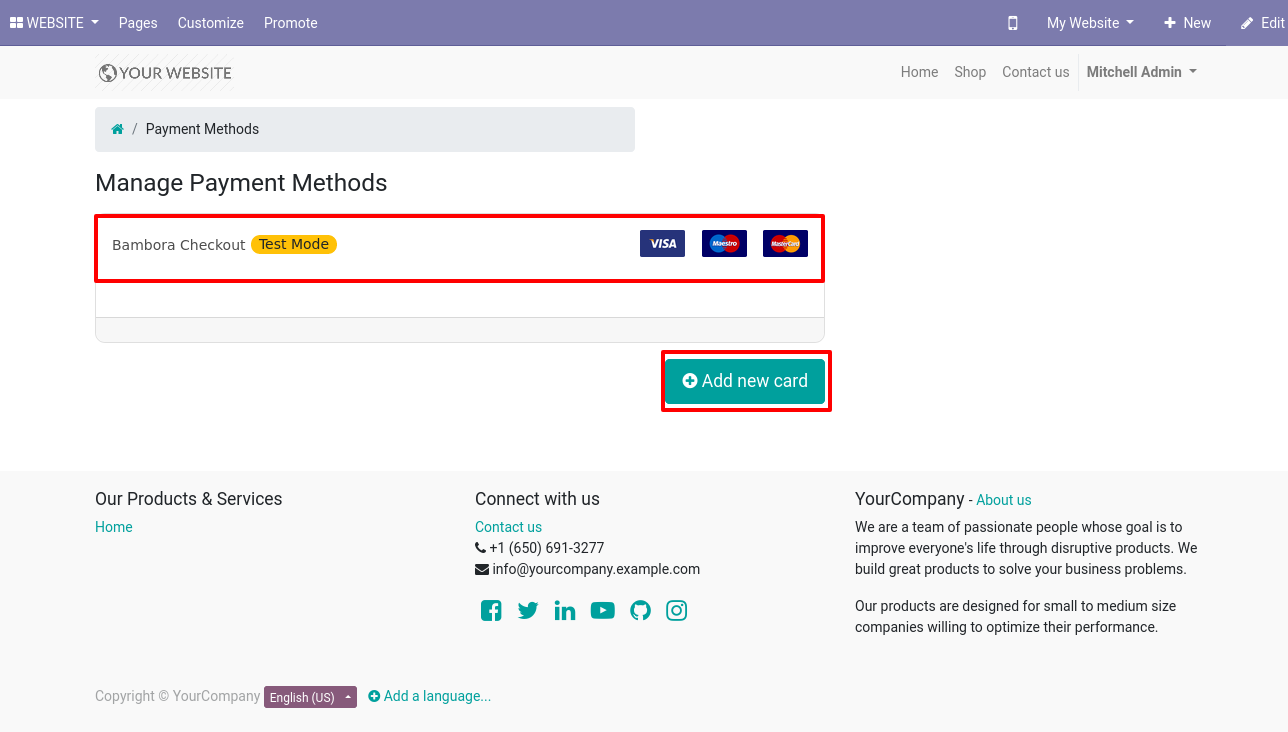 WEBSITE Pages Customize Promote My Website New Edit
YOUR WEBSITE Home Shop Contact us Mitchell Admin
/ Payment Methods
Manage Payment Methods
Bambora Checkout Test Mode VISA Maestro MasterCard
Add new card
Our Products & Services
Home
Connect with us
Contact us
+1 (650) 691-3277
info@yourcompany.example.com
YourCompany - About us
We are a team of passionate people whose goal is to
improve everyone's life through disruptive products. We
build great products to solve your business problems.
Our products are designed for small to medium size
companies willing to optimize their performance.
Copyright © YourCompany English (US) Add a language...